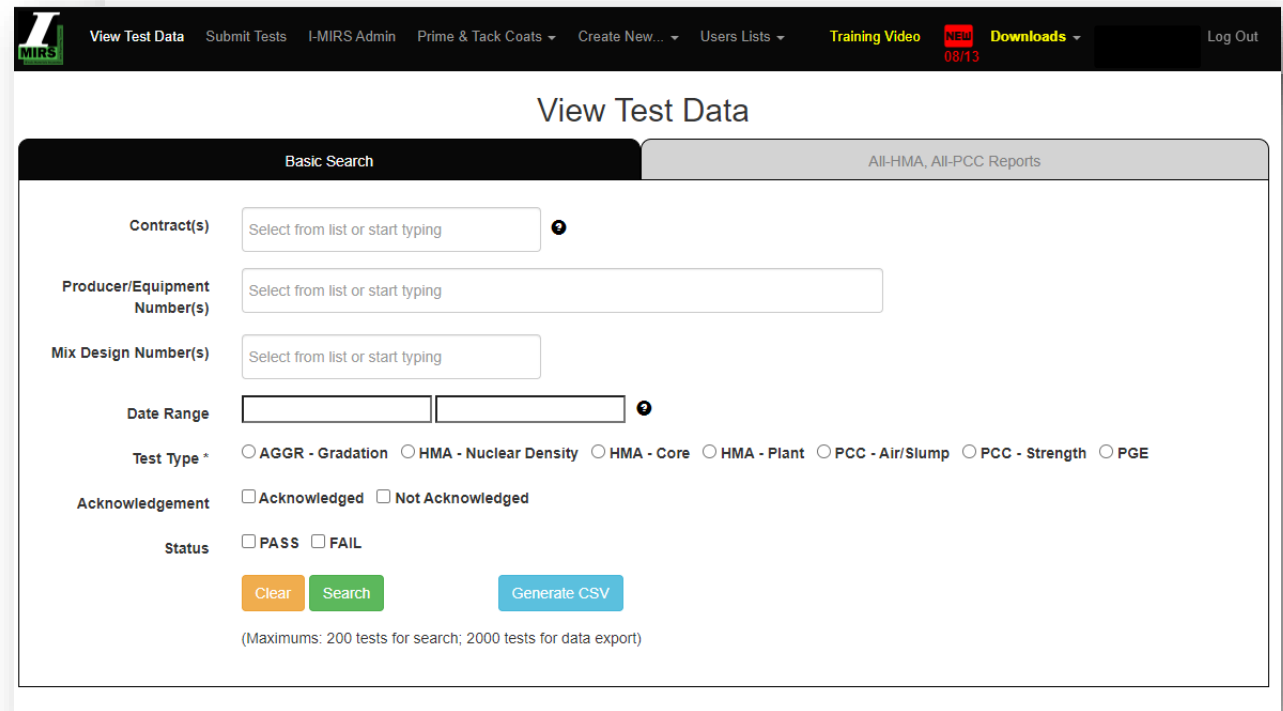 I
MIRS
View Test Data Submit Tests I-MIRS Admin Prime & Tack Coats Create New... Users Lists Training Video NEW Downloads Log Out
08/13
View Test Data
Basic Search All-HMA, All-PCC Reports
Contract(s) Select from list or start typing ?
Producer/Equipment
Number(s) Select from list or start typing
Mix Design Number(s) Select from list or start typing
Date Range ?
Test Type * AGGR - Gradation HMA - Nuclear Density HMA - Core HMA - Plant PCC - Air/Slump PCC - Strength PGE
Acknowledgement Acknowledged Not Acknowledged
Status PASS FAIL
Clear Search Generate CSV
(Maximums: 200 tests for search; 2000 tests for data export)